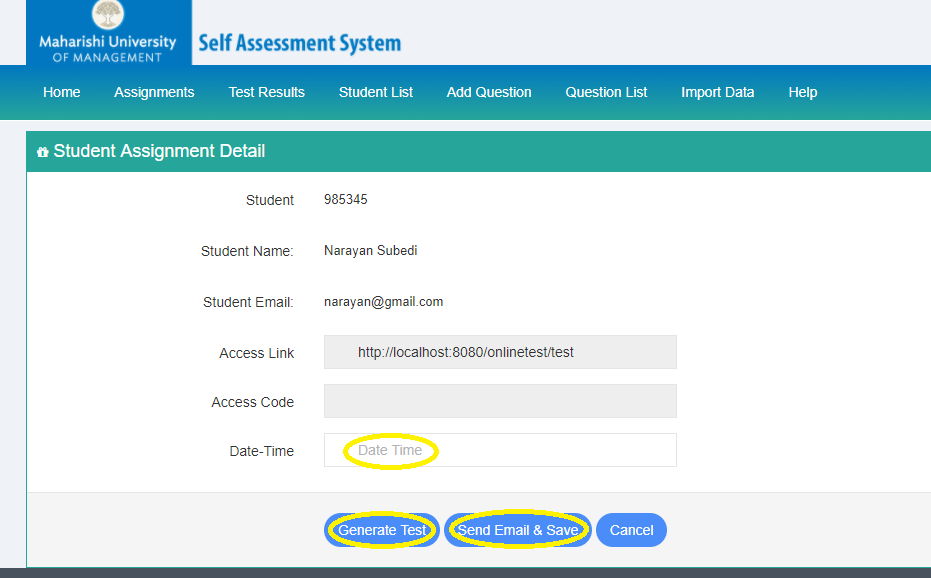 Maharishi University
OF MANAGEMENT
Self Assessment System
Home Assignments Test Results Student List Add Question Question List Import Data Help
Student Assignment Detail
Student 985345
Student Name: Narayan Subedi
Student Email: narayan@gmail.com
Access Link http://localhost:8080/onlinetest/test
Access Code
Date-Time Date Time
Generate Test Send Email & Save Cancel